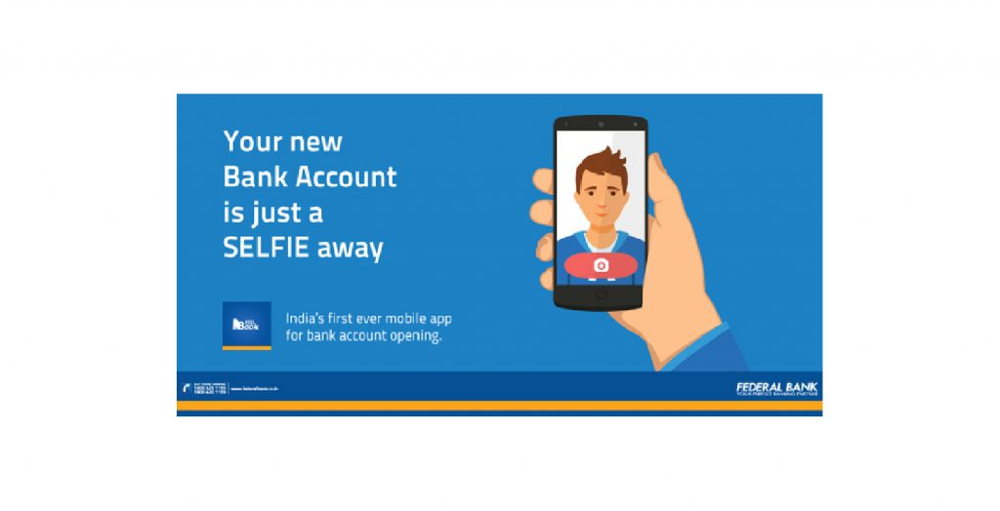 Your new
Bank Account
is just a
SELFIE away
FED
BOOK
India's first ever mobile app
for bank account opening.
1800 425 1199
1800 420 1199
www.federalbank.co.in
FEDERAL BANK
YOUR PERFECT BANKING PARTNER